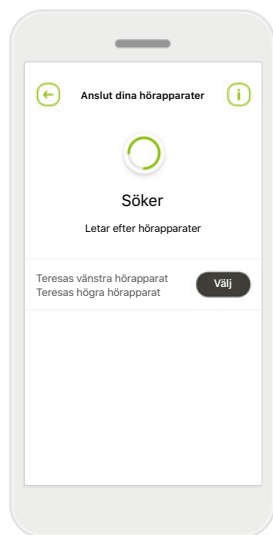 Anslut dina hörapparater
Söker
Letar efter hörapparater
Teresas vänstra hörapparat
Teresas högra hörapparat
Välj